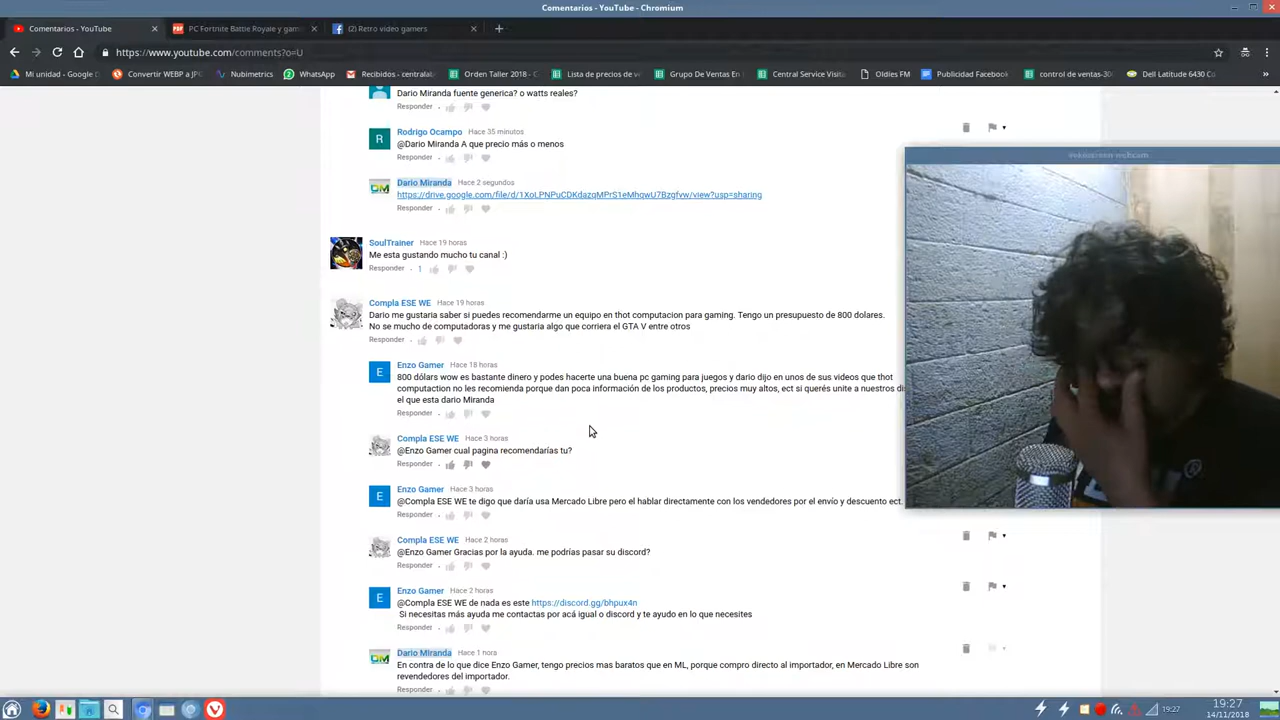 Comentarios - YouTube - Chromium
Comentarios - YouTube
PC Fortnite Battle Royale y gam
(2) Retro video gamers
https://www.youtube.com/comments?o=U
Mi unidad - Google D
Convertir WEBP a JPG
Nubimetrics
WhatsApp
Recibidos - centralab
Orden Taller 2018 - C
Lista de precios de ve
Grupo De Ventas En
Central Service Visita
Oldies FM
Publicidad Facebook
control de ventas-300
Dell Latitude 6430 Co
»
Dario Miranda fuente generica? o watts reales?
Responder
R
Rodrigo Ocampo Hace 35 minutos
@Dario Miranda A que precio más o menos
Responder
DM
Dario Miranda Hace 2 segundos
Responder
SoulTrainer Hace 19 horas
Me esta gustando mucho tu canal :)
Responder 1
Compla ESE WE Hace 19 horas
Dario me gustaria saber si puedes recomendarme un equipo en thot computacion para gaming. Tengo un presupuesto de 800 dolares.
No se mucho de computadoras y me gustaria algo que corriera el GTA V entre otros
Responder
E
Enzo Gamer Hace 18 horas
800 dólars wow es bastante dinero y podes hacerte una buena pc gaming para juegos y dario dijo en unos de sus videos que thot
computaction no les recomienda porque dan poca información de los productos, precios muy altos, ect si querés unite a nuestros
el que esta dario Miranda
Responder
Compla ESE WE Hace 3 horas
@Enzo Gamer cual pagina recomendarías tu?
Responder
E
Enzo Gamer Hace 3 horas
@Compla ESE WE te digo que daría usa Mercado Libre pero el hablar directamente con los vendedores por el envío y descuento ect.
Responder
Compla ESE WE Hace 2 horas
@Enzo Gamer Gracias por la ayuda. me podrías pasar su discord?
Responder
E
Enzo Gamer Hace 2 horas
@Compla ESE WE de nada es este https://discord.gg/bhpux4n
Si necesitas más ayuda me contactas por acá igual o discord y te ayudo en lo que necesites
Responder
DM
Dario Miranda Hace 1 hora
En contra de lo que dice Enzo Gamer, tengo precios mas baratos que en ML, porque compro directo al importador, en Mercado Libre son
revendedores del importador.
Responder
19:27
19:27
14/11/2018